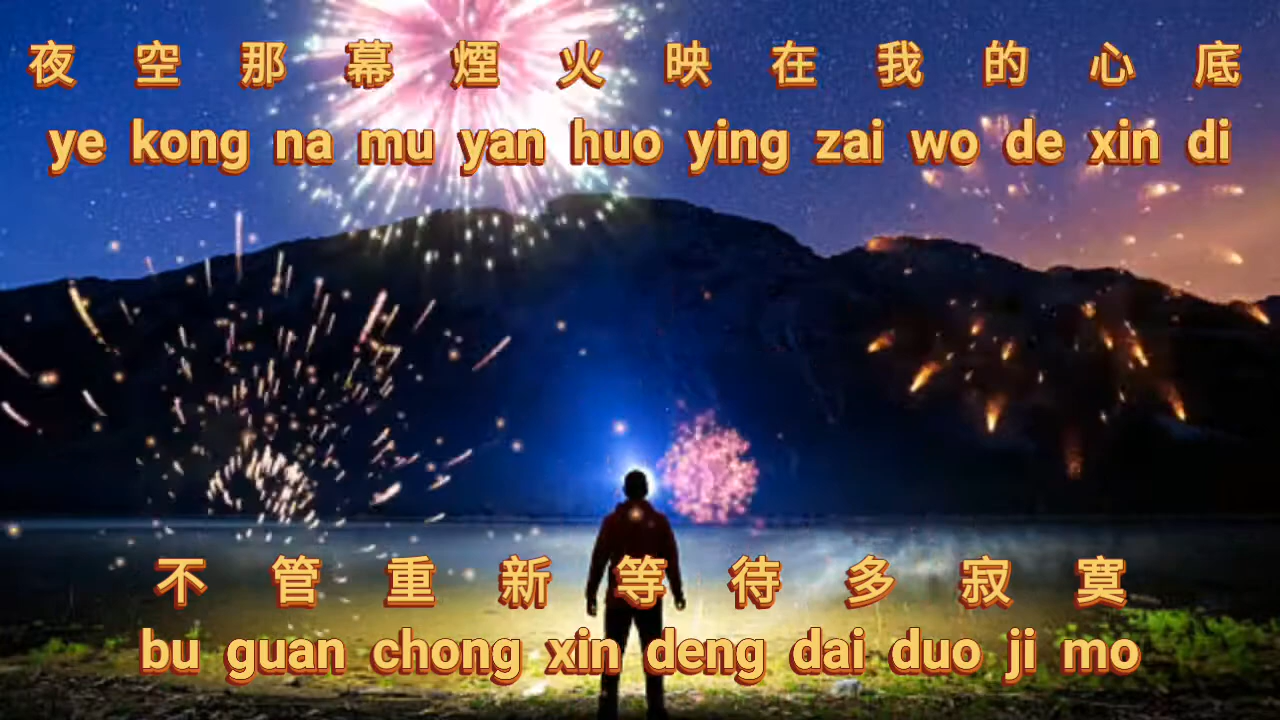 夜空那幕煙火映在我的心底
ye kong na mu yan huo ying zai wo de xin di
不管重新等待多寂寞
bu guan chong xin deng dai duo ji mo